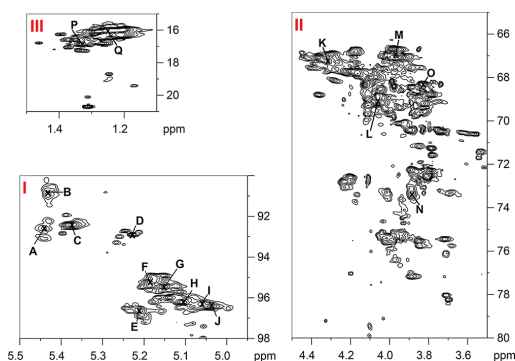 III
P
Q
16
18
20
1.4
1.2
ppm
I
B
A
C
D
F
G
H
I
J
E
92
94
96
98
5.5
5.4
5.3
5.2
5.1
5.0
ppm
II
K
M
O
L
N
66
68
70
72
74
76
78
80
4.4
4.2
4.0
3.8
3.6
ppm